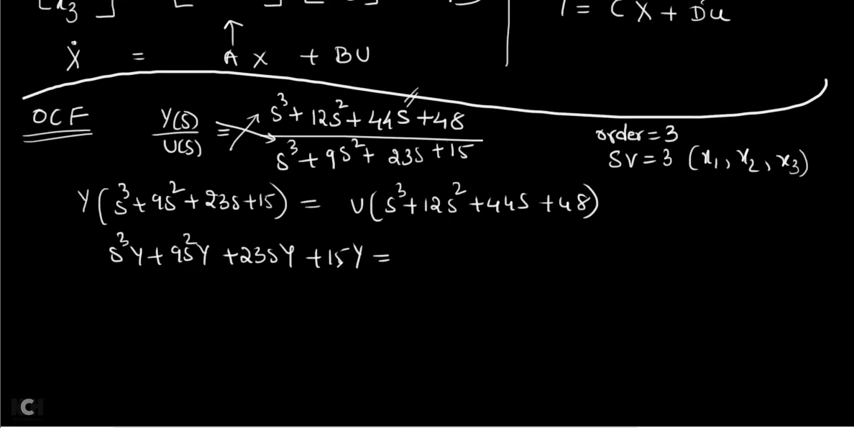 x₃
Y = CX + Du
Ẋ = A x + BU
OCF
Y(s)/U(s) = s³ + 12s² + 44s + 48 / s³ + 9s² + 23s + 15
order = 3
SV = 3 (x₁, x₂, x₃)
Y(s³ + 9s² + 23s + 15) = U(s³ + 12s² + 44s + 48)
s³Y + 9s²Y + 23sY + 15Y =